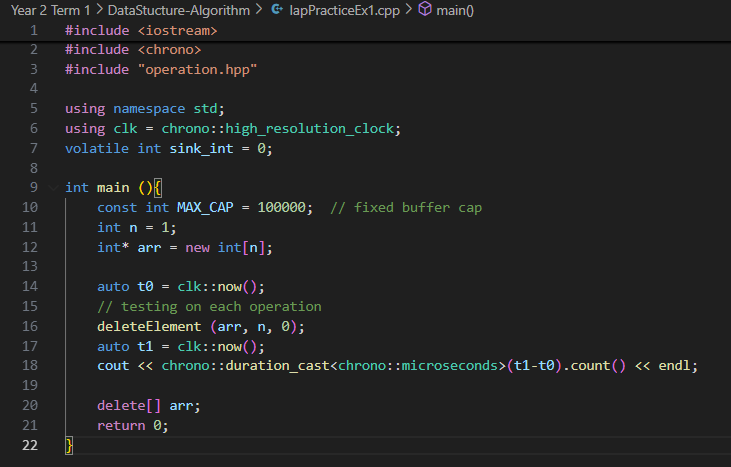 Year 2 Term 1 > DataStucture-Algorithm > lapPracticeEx1.cpp > main()
1 #include <iostream>
2 #include <chrono>
3 #include "operation.hpp"
4
5 using namespace std;
6 using clk = chrono::high_resolution_clock;
7 volatile int sink_int = 0;
8
9 int main (){
10     const int MAX_CAP = 100000;  // fixed buffer cap
11     int n = 1;
12     int* arr = new int[n];
13
14     auto t0 = clk::now();
15     // testing on each operation
16     deleteElement (arr, n, 0);
17     auto t1 = clk::now();
18     cout << chrono::duration_cast<chrono::microseconds>(t1-t0).count() << endl;
19
20     delete[] arr;
21     return 0;
22 }